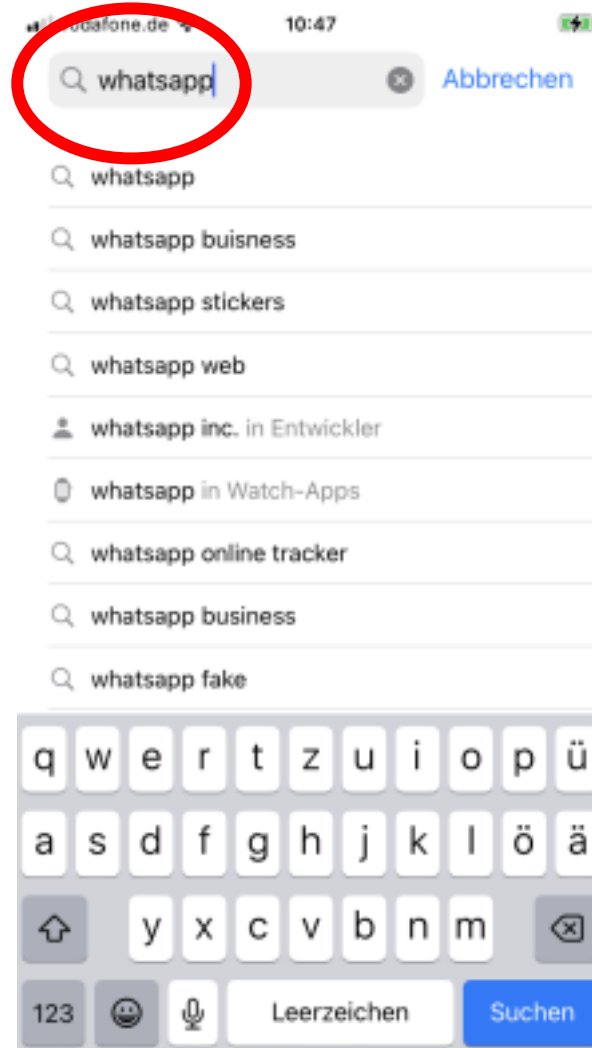 vodafone.de 10:47
whatsapp Abbrechen
whatsapp
whatsapp buisness
whatsapp stickers
whatsapp web
whatsapp inc. in Entwickler
whatsapp in Watch-Apps
whatsapp online tracker
whatsapp business
whatsapp fake
q w e r t z u i o p ü
a s d f g h j k l ö ä
y x c v b n m
123 Leerzeichen Suchen